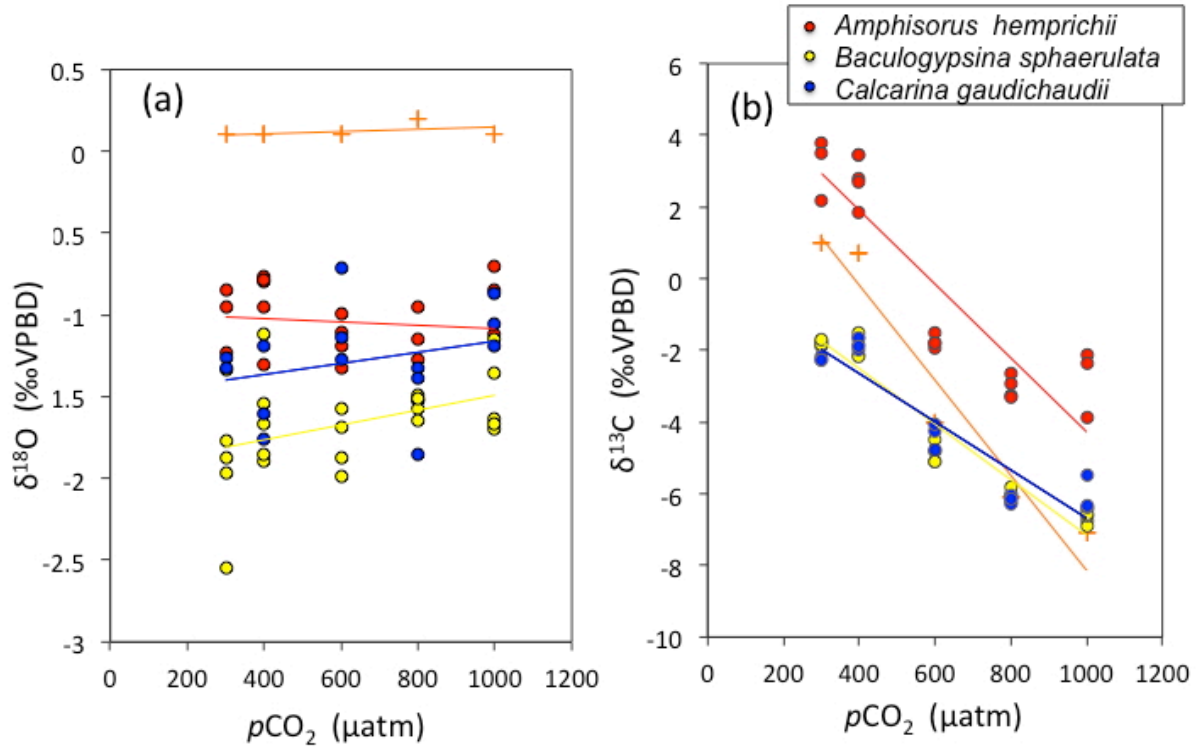 Amphisorus hemprichii
Baculogypsina sphaerulata
Calcarina gaudichaudii
(a)
0.5
0
0.5
-1
-1.5
-2
-2.5
-3
δ18O (‰VPBD)
0 200 400 600 800 1000 1200
pCO2 (µatm)
(b)
6
4
2
0
-2
-4
-6
-8
-10
δ13C (‰VPBD)
0 200 400 600 800 1000 1200
pCO2 (µatm)